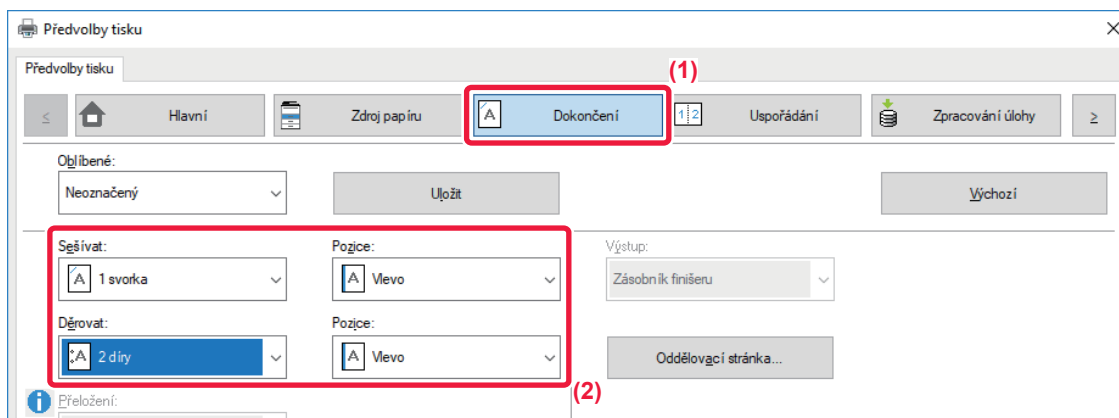 Předvolby tisku
Předvolby tisku
(1)
< Hlavní Zdroj papíru Dokončení Uspořádání Zpracování úlohy >
Oblíbené:
Neoznačený Uložit Výchozí
Sešívat: Pozice: Výstup:
1 svorka Vlevo Zásobník finišeru
Děrovat: Pozice:
2 díry Vlevo Oddělovací stránka...
(2)
Přeložení: